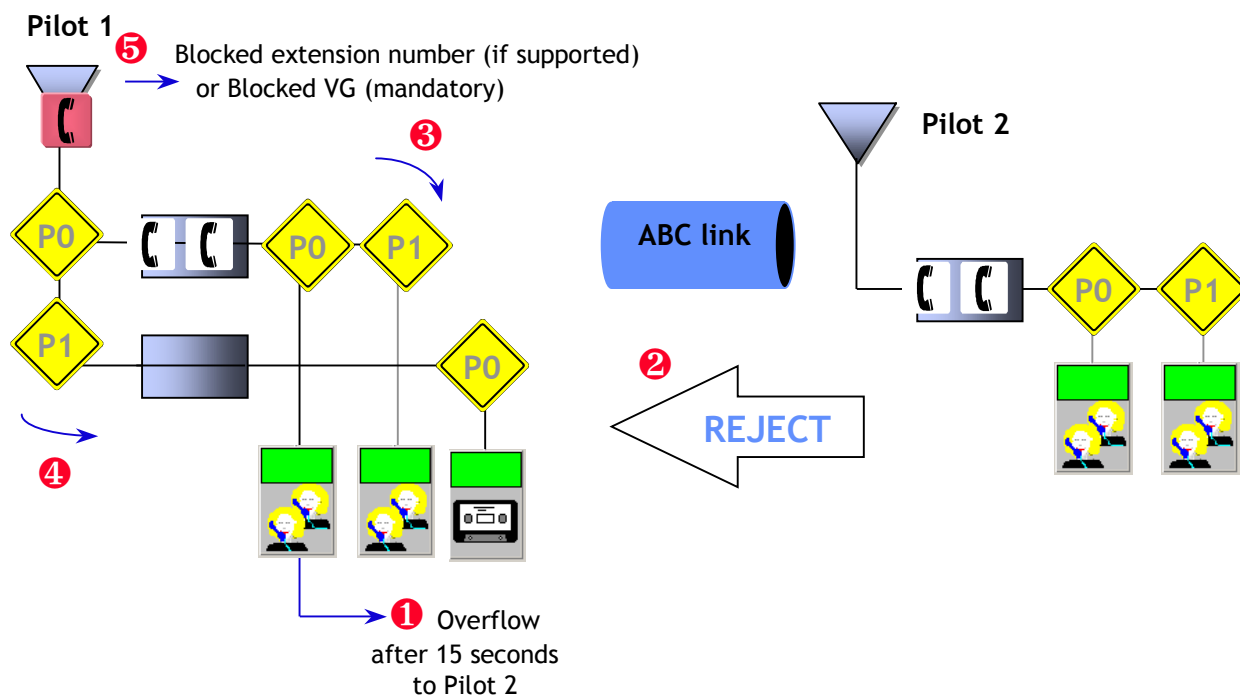 Pilot 1
❺
Blocked extension number (if supported)
or Blocked VG (mandatory)
❸
Pilot 2
P0
P0
P1
ABC link
P0
P1
P1
P0
❷
REJECT
❹
❶ Overflow
after 15 seconds
to Pilot 2